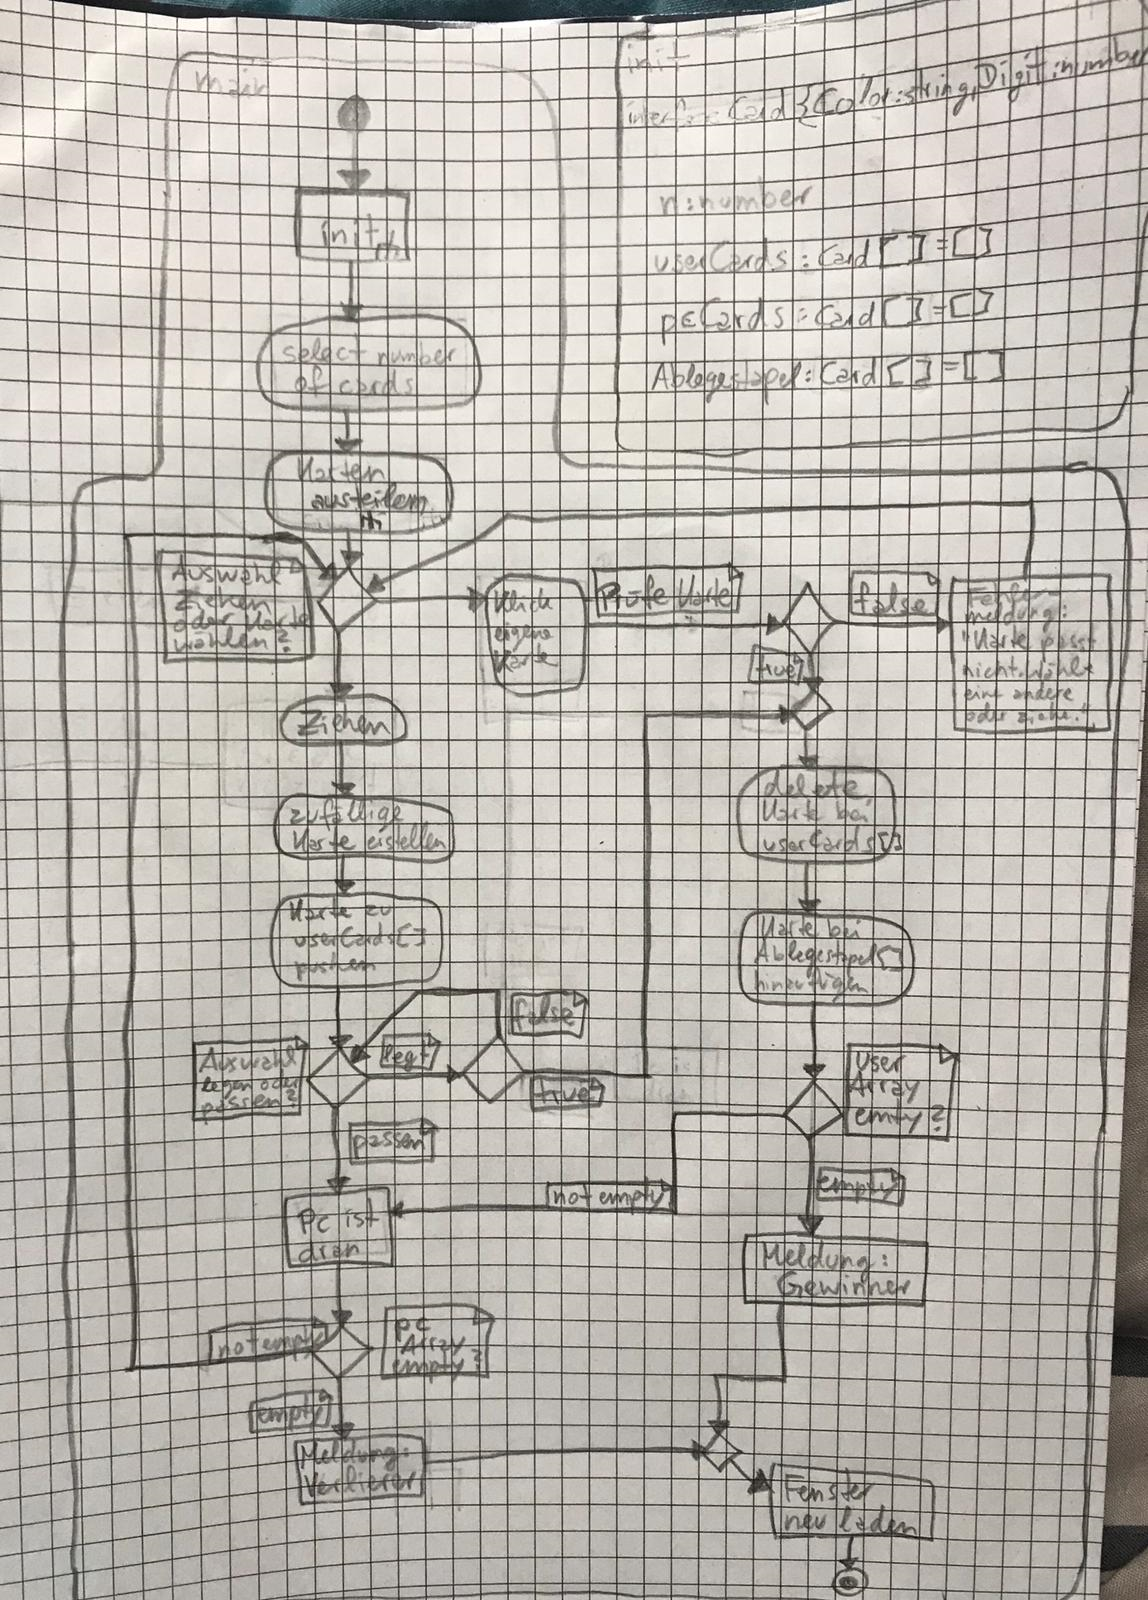 main
init
interface Card {Color:string, Digit:number
n:number
userCards : Card [] = []
pcCards : Card [] = []
Ablegestapel : Card [] = []
init
select number
of cards
Karten
austeilen
Auswahl
Ziehen
oder Karte
wählen?
Klick
eigene
Karte
Prüfe Karte
false
true
Fehler-
meldung:
"Karte passt
nicht. wähle
eine andere
oder ziehe."
Ziehen
zufällige
Karte erstellen
Karte zu
userCards[]
pushen
delete
Karte bei
userCards[]
Karte bei
Ablegestapel[]
hinzufügen
Auswahl
legen oder
passen?
legt
false
true
passen
User
Array
emty?
not empty
empty
Pc ist
dran
Meldung:
Gewinner
not empty
pc
Array
empty?
empty
Meldung:
Verlierer
Fenster
neu laden